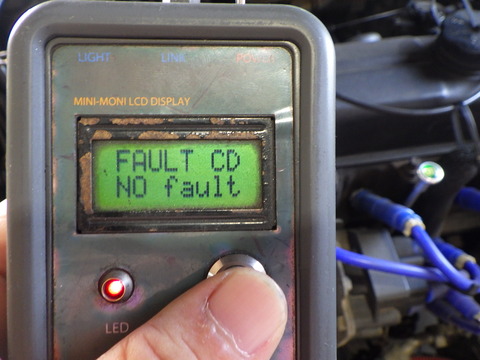 LIGHT LINK POWER
MINI-MONI LCD DISPLAY
FAULT CD
NO fault
LED